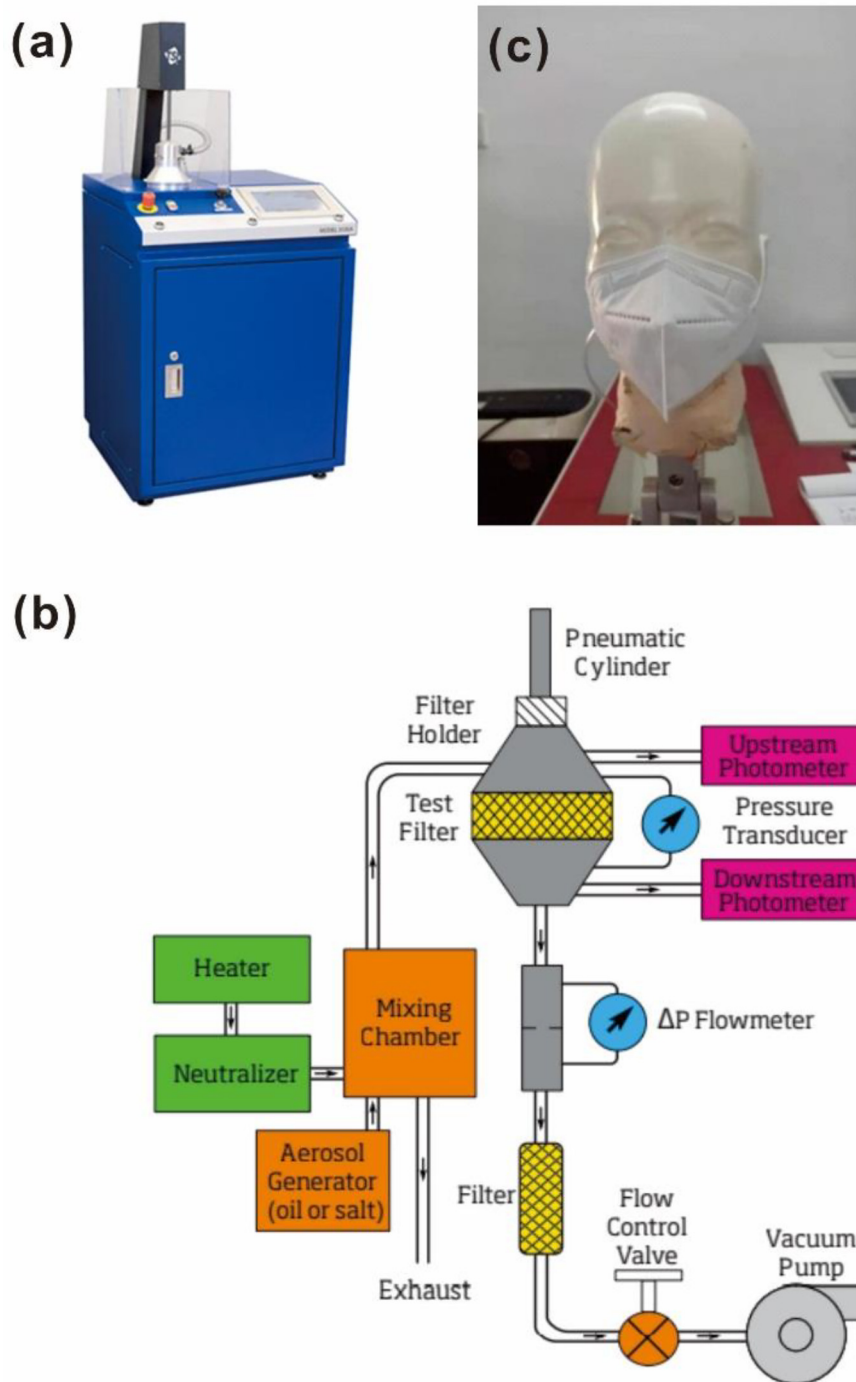 (a)
(c)
(b)
Pneumatic
Cylinder
Filter
Holder
Upstream
Photometer
Test
Filter
Pressure
Transducer
Downstream
Photometer
Heater
Mixing
Chamber
ΔP Flowmeter
Neutralizer
Aerosol
Generator
(oil or salt)
Filter
Flow
Control
Valve
Vacuum
Pump
Exhaust